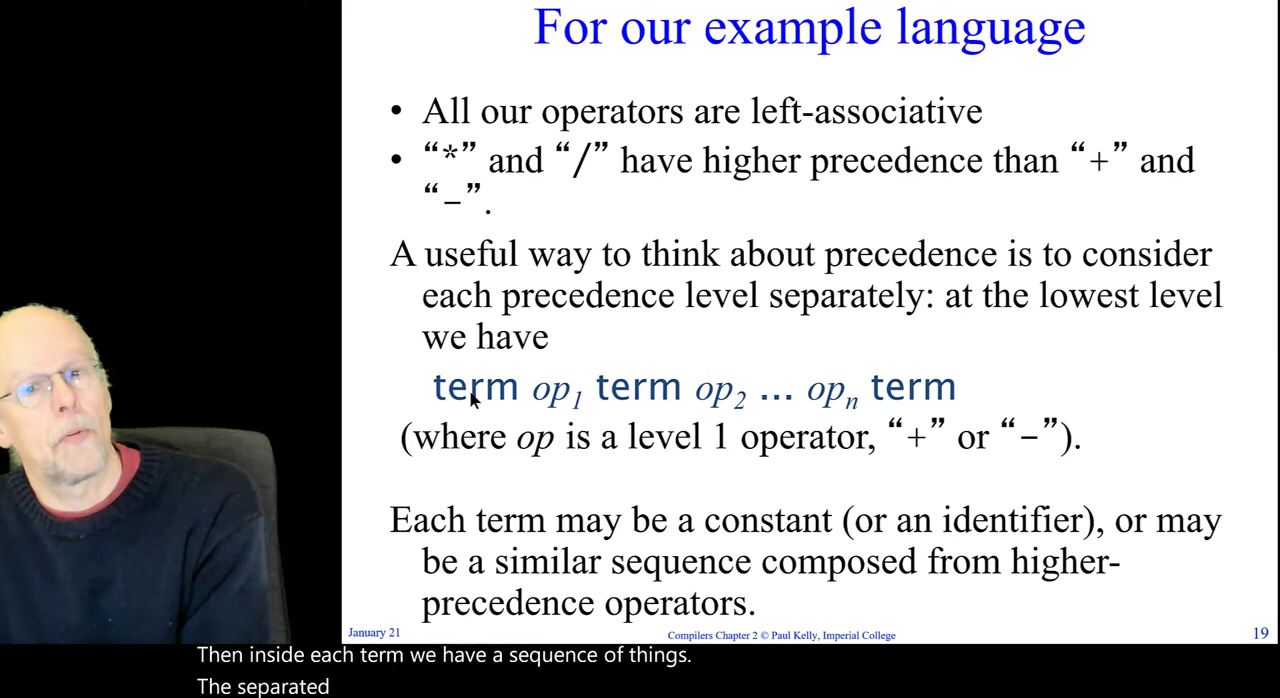 For our example language
• All our operators are left-associative
• “*” and “/” have higher precedence than “+” and
“−”.
A useful way to think about precedence is to consider
each precedence level separately: at the lowest level
we have
term op1 term op2 ... opn term
(where op is a level 1 operator, “+” or “−”).
Each term may be a constant (or an identifier), or may
be a similar sequence composed from higher-
precedence operators.
January 21
Compilers Chapter 2 © Paul Kelly, Imperial College
19
Then inside each term we have a sequence of things.
The separated